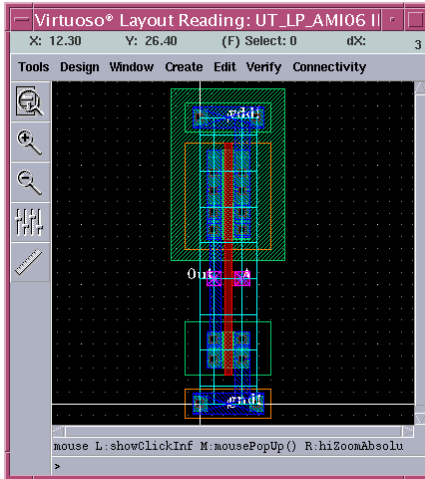 Virtuoso® Layout Reading: UT_LP_AMI06 I
X: 12.30 Y: 26.40 (F) Select: 0 dX: 3
Tools Design Window Create Edit Verify Connectivity
vdd!
Out A
gnd!
mouse L:showClickInf M:mousePopUp() R:hiZoomAbsolu
>